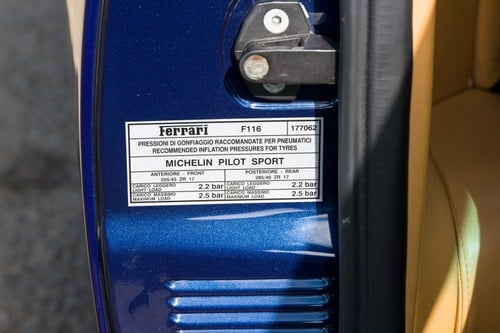 Ferrari F116 177062
PRESSIONI DI GONFIAGGIO RACCOMANDATE PER PNEUMATICI
RECOMMENDED INFLATION PRESSURES FOR TYRES
MICHELIN PILOT SPORT
ANTERIORE - FRONT POSTERIORE - REAR
255/45 ZR 17 285/40 ZR 17
CARICO LEGGERO 2.2 bar CARICO LEGGERO 2.2 bar
LIGHT LOAD LIGHT LOAD
CARICO MASSIMO 2.5 bar CARICO MASSIMO 2.5 bar
MAXIMUM LOAD MAXIMUM LOAD